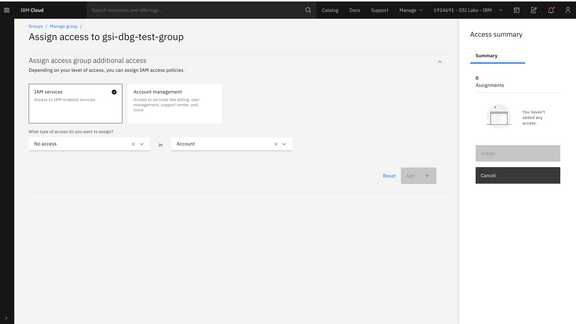 IBM Cloud
Search resources and offerings...
Catalog
Docs
Support
Manage
1924691 - GSI Labs - IBM
Groups / Manage group /
Assign access to gsi-dbg-test-group
Assign access group additional access
Depending on your level of access, you can assign IAM access policies.
IAM services
Access to IAM-enabled services
Account management
Access to services like billing, user
management, support center, and
more
What type of access do you want to assign?
No access
in
Account
Reset
Add
Access summary
Summary
0
Assignments
You haven't
added any
access.
Assign
Cancel